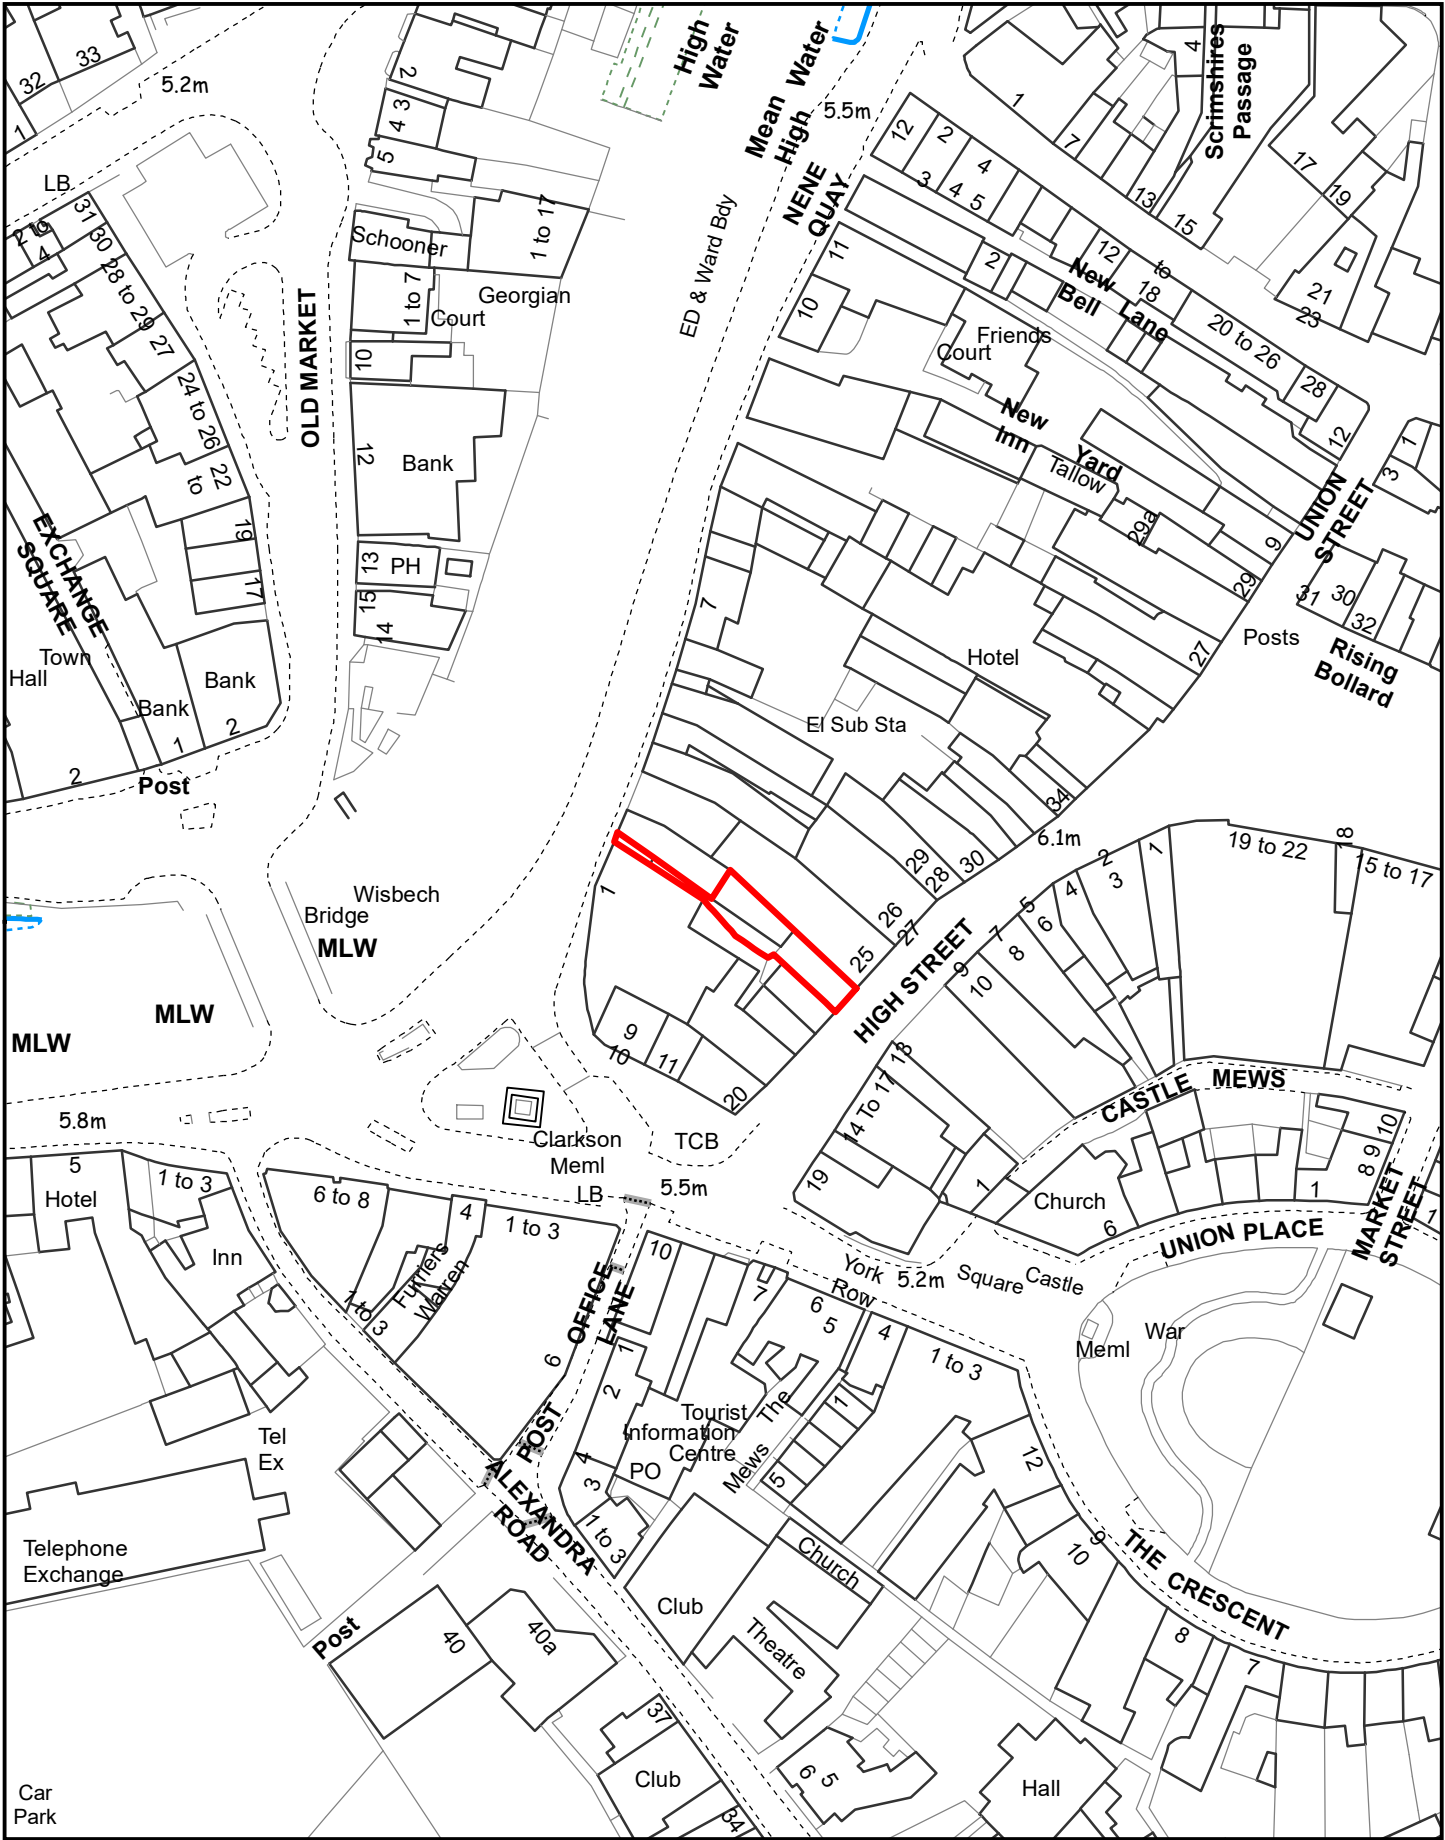 33
32
1
5.2m
LB
2 to
4
31
30
28 to 29
27
24 to 26
22
to
19
17
EXCHANGE
SQUARE
Town
Hall
Bank
Bank
1
2
2
Post
OLD MARKET
2
3
4
5
Schooner
1 to 17
1 to 7
Georgian
Court
10
12
Bank
13
PH
15
14
High
Water
Mean High Water
5.5m
NENE
QUAY
ED & Ward Bdy
12
2
4
3
4
5
1
7
13
15
4
Scrimshires
Passage
17
19
21
23
11
10
2
New
Bell Lane
12
to
18
20 to 26
28
12
1
3
Friends
Court
New
Inn Yard
Tallow
29a
9
29
27
UNION
STREET
31
30
32
Posts
Rising
Bollard
7
Hotel
El Sub Sta
34
6.1m
29
28
30
26
27
25
1
Wisbech
Bridge
MLW
MLW
MLW
9
10
11
20
HIGH STREET
5
6
7
8
9
10
4
2
3
1
19 to 22
18
15 to 17
13
14 To 17
19
1
CASTLE MEWS
Church
6
1
10
9
8
MARKET
STREET
1
UNION PLACE
5.8m
Clarkson
Meml
TCB
LB
5.5m
5
Hotel
1 to 3
Inn
6 to 8
4
1 to 3
Furriers
Warren
1 to 3
6
POST OFFICE
LANE
10
7
6
5
4
1 to 3
York
Row
5.2m
Castle
Square
War
Meml
1
2
4
3
1 to 3
Tourist
Information
Centre
PO
The
Mews
1
5
12
9
10
THE CRESCENT
8
7
Tel
Ex
Telephone
Exchange
ALEXANDRA
ROAD
Post
40
40a
Club
Church
Theatre
37
Club
34
6
5
Hall
Car
Park